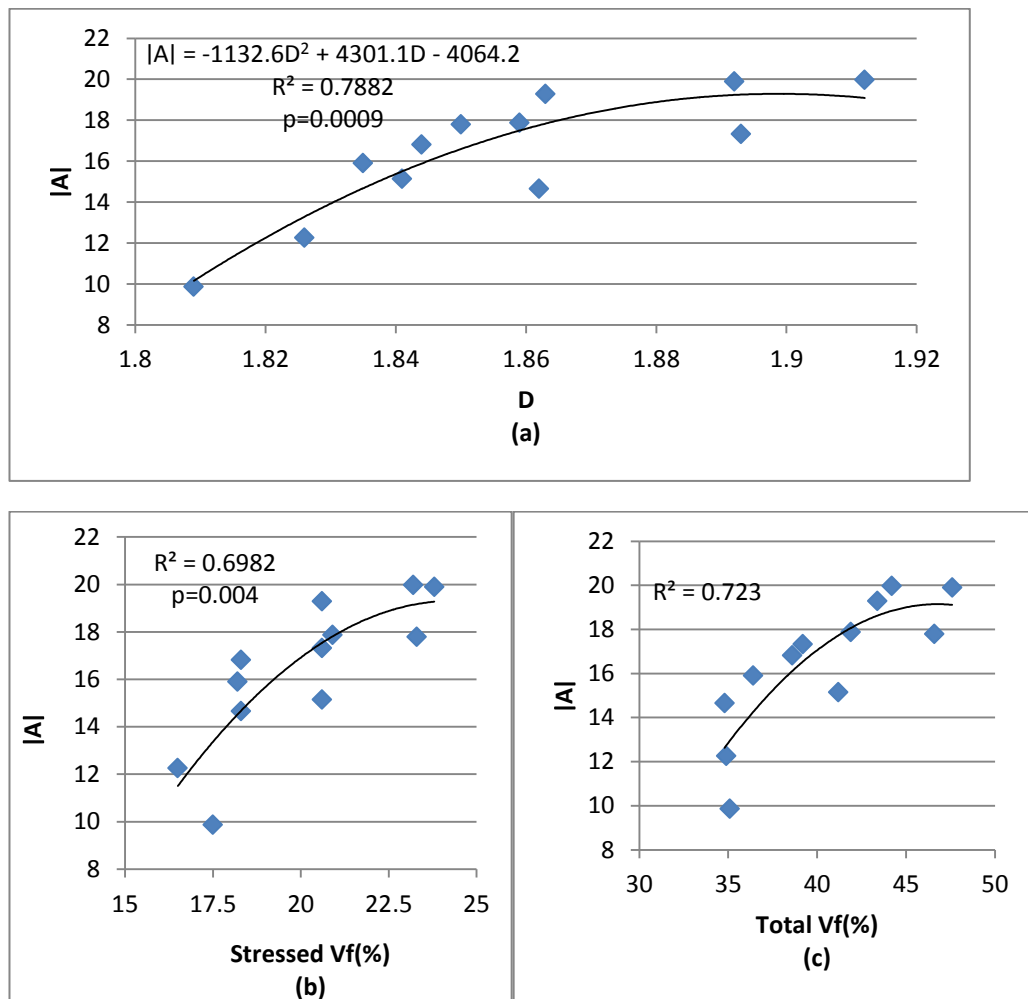 |A| = -1132.6D² + 4301.1D - 4064.2
R² = 0.7882
p=0.0009
22
20
18
16
14
12
10
8
|A|
1.8 1.82 1.84 1.86 1.88 1.9 1.92
D
(a)
R² = 0.6982
p=0.004
22
20
18
16
14
12
10
8
|A|
15 17.5 20 22.5 25
Stressed Vf(%)
(b)
R² = 0.723
22
20
18
16
14
12
10
8
|A|
30 35 40 45 50
Total Vf(%)
(c)